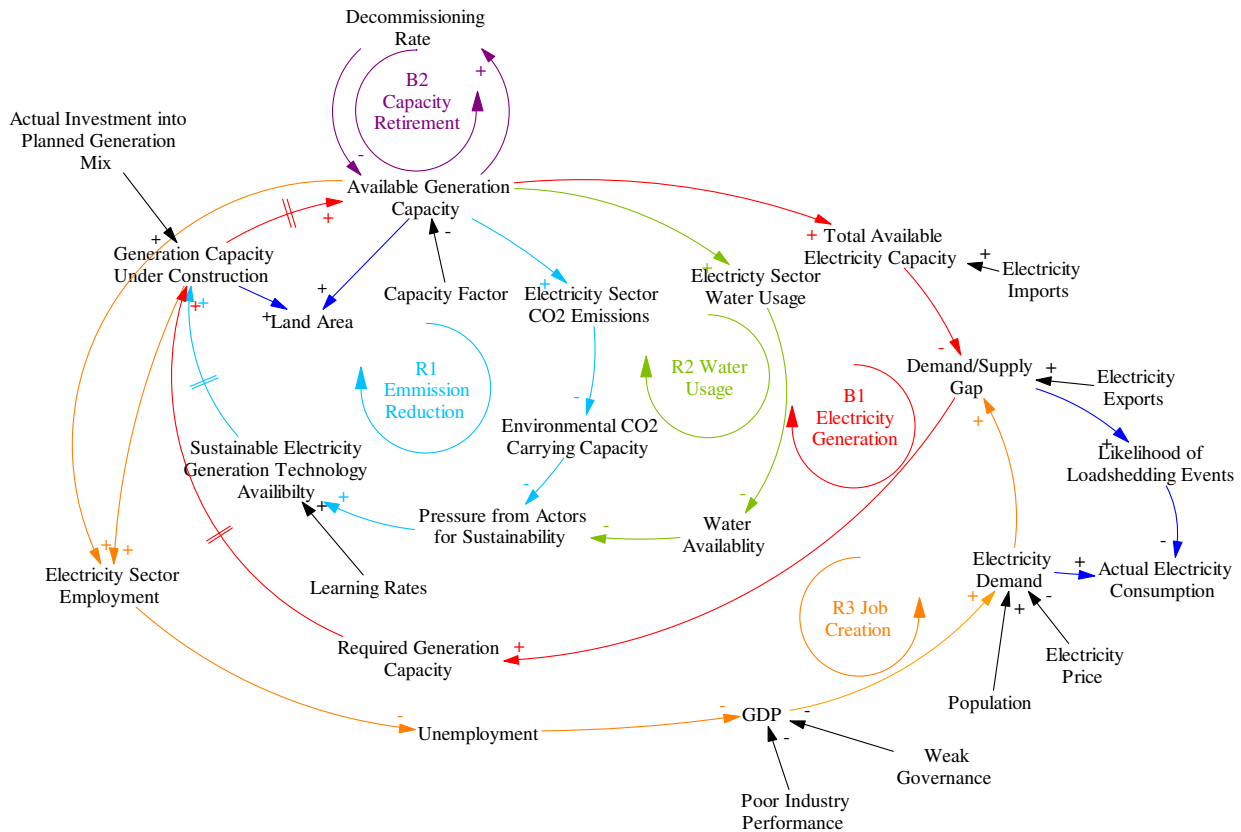 Decommissioning
Rate
B2
Capacity
Retirement
+
-
Actual Investment into
Planned Generation
Mix
Available Generation
Capacity
+
+
-
Generation Capacity
Under Construction
+
+
Capacity Factor
+
+
Land Area
+
Electricity Sector
CO2 Emissions
+
Electricty Sector
Water Usage
+
Total Available
Electricity Capacity
+
Electricity
Imports
R1
Emmission
Reduction
R2 Water
Usage
B1
Electricity
Generation
-
Demand/Supply
Gap
+
Electricity
Exports
+
-
Environmental CO2
Carrying Capacity
+
Likelihood of
Loadshedding Events
Sustainable Electricity
Generation Technology
Availibilty
+
+
-
Pressure from Actors
for Sustainability
-
-
Water
Availablity
-
Learning Rates
+
+
Electricity Sector
Employment
Electricity
Demand
+
Actual Electricity
Consumption
+
+
-
R3 Job
Creation
Required Generation
Capacity
+
Electricity
Price
Population
-
Unemployment
-
GDP
-
-
Weak
Governance
Poor Industry
Performance